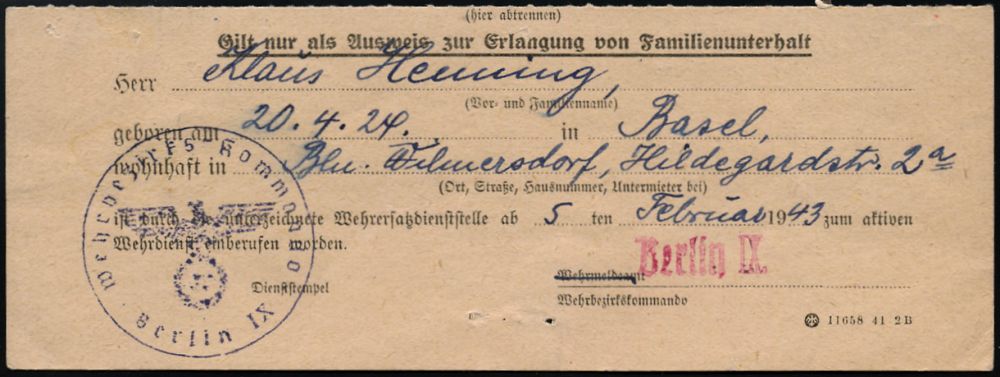 (hier abtrennen)
Gilt nur als Ausweis zur Erlangung von Familienunterhalt
Herr Klaus Henning,
(Vor- und Familienname)
geboren am 20.4.24. in Basel,
wohnhaft in Bln. Wilmersdorf, Hildegardstr. 2a
(Ort, Straße, Hausnummer, Untermieter bei)
ist durch die unterzeichnete Wehrersatzdienststelle ab 5 ten Februar 1943 zum aktiven
Wehrdienst einberufen worden.
Berlin IX.
Wehrmeldeamt
Dienststempel
Wehrbezirkskommando
11658 41 2B
Wehrbezirks-Kommando
Berlin IX